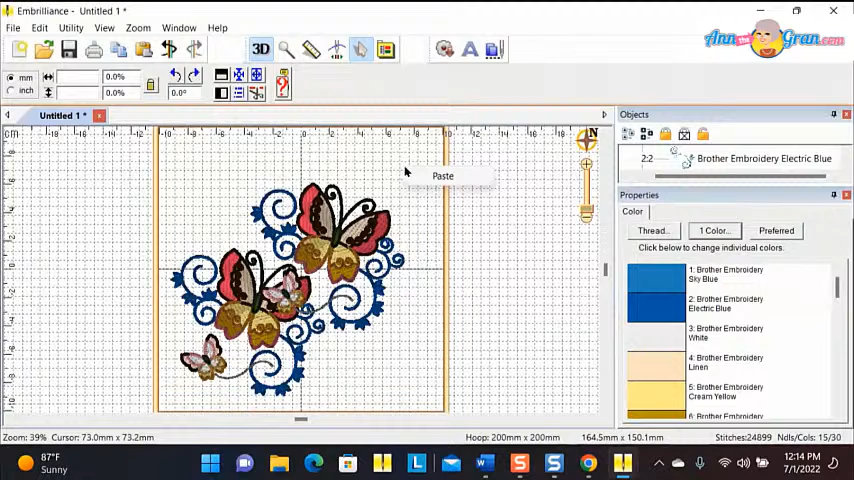 Embrilliance - Untitled 1 *
File Edit Utility View Zoom Window Help
Ann the Gran.com
3D
mm
inch
0.0%
0.0%
0.0°
Untitled 1 *
cm
N
Paste
Objects
2:2 Brother Embroidery Electric Blue
Properties
Color
Thread... 1 Color... Preferred
Click below to change individual colors.
1: Brother Embroidery
Sky Blue
2: Brother Embroidery
Electric Blue
3: Brother Embroidery
White
4: Brother Embroidery
Linen
5: Brother Embroidery
Cream Yellow
6: Brother Embroidery
Zoom: 39% Cursor: 73.0mm x 73.2mm Hoop: 200mm x 200mm 164.5mm x 150.1mm Stitches:24899 Ndls/Cols: 15/30
87°F
Sunny
12:14 PM
7/1/2022